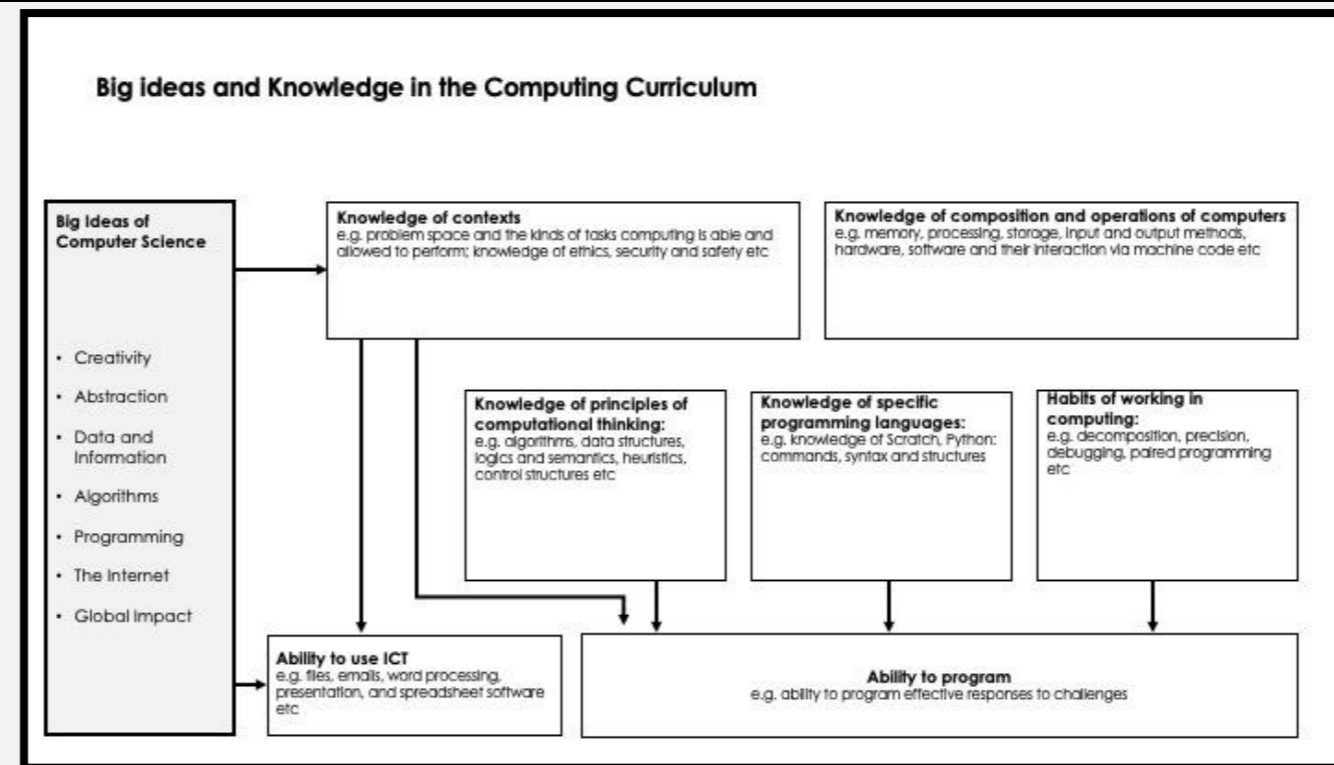 Big ideas and Knowledge in the Computing Curriculum
Big Ideas of
Computer Science
• Creativity
• Abstraction
• Data and
Information
• Algorithms
• Programming
• The Internet
• Global Impact
Knowledge of contexts
e.g. problem space and the kinds of tasks computing is able and
allowed to perform; knowledge of ethics, security and safety etc
Knowledge of composition and operations of computers
e.g. memory, processing, storage, input and output methods,
hardware, software and their interaction via machine code etc
Knowledge of principles of
computational thinking:
e.g. algorithms, data structures,
logics and semantics, heuristics,
control structures etc
Knowledge of specific
programming languages:
e.g. knowledge of Scratch, Python:
commands, syntax and structures
Habits of working in
computing:
e.g. decomposition, precision,
debugging, paired programming
etc
Ability to use ICT
e.g. files, emails, word processing,
presentation, and spreadsheet software
etc
Ability to program
e.g. ability to program effective responses to challenges